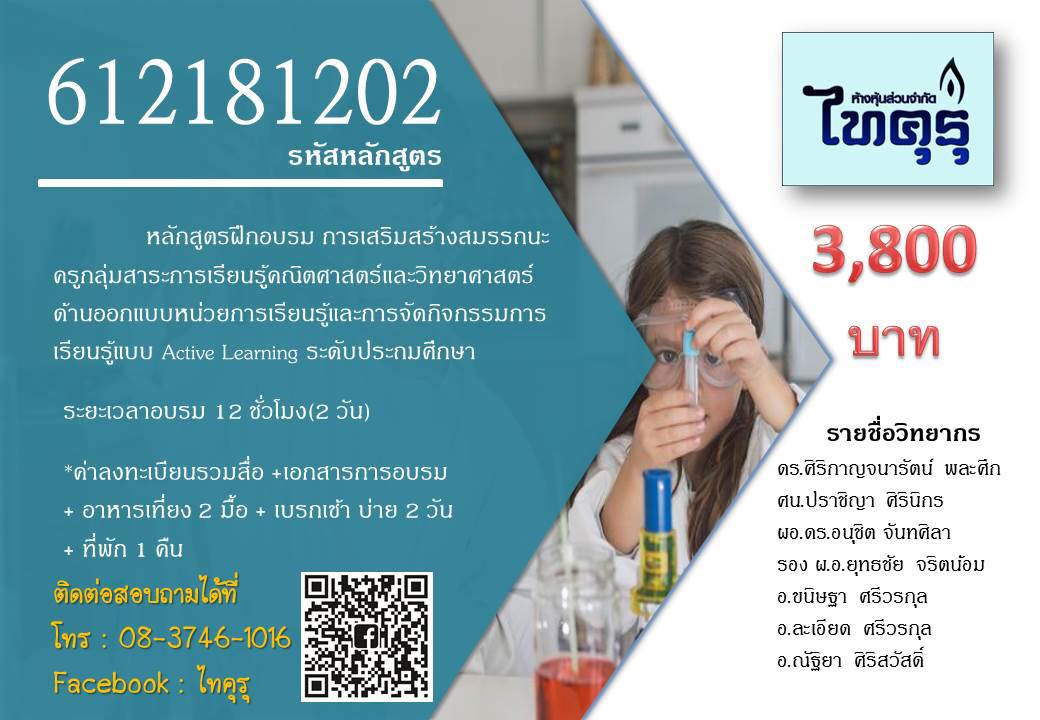 612181202
รหัสหลักสูตร
หลักสูตรฝึกอบรม การเสริมสร้างสมรรถนะ
ครูกลุ่มสาระการเรียนรู้คณิตศาสตร์และวิทยาศาสตร์
ด้านออกแบบหน่วยการเรียนรู้และการจัดกิจกรรมการ
เรียนรู้แบบ Active Learning ระดับประถมศึกษา
ระยะเวลาอบรม 12 ชั่วโมง(2 วัน)
*ค่าลงทะเบียนรวมสื่อ +เอกสารการอบรม
+ อาหารเที่ยง 2 มื้อ + เบรกเช้า บ่าย 2 วัน
+ ที่พัก 1 คืน
ติดต่อสอบถามได้ที่
โทร : 08-3746-1016
Facebook : ไทคุรุ
ห้างหุ้นส่วนจำกัด
ไทคุรุ
3,800
บาท
รายชื่อวิทยากร
ดร.ศิริกาญจนารัตน์ พละศึก
ศน.ปราชิญา ศิรินิกร
ผอ.ดร.อนุชิต จันทศิลา
รอง ผ.อ.ยุทธชัย จริตน้อม
อ.ขนิษฐา ศรีวรกุล
อ.ละเอียด ศรีวรกุล
อ.ณัฐิยา ศิริสวัสดิ์